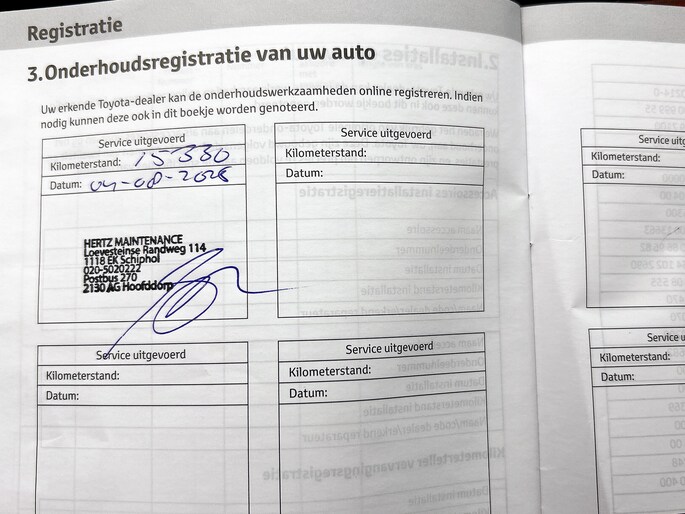 Registratie
3. Onderhoudsregistratie van uw auto
Uw erkende Toyota-dealer kan de onderhoudswerkzaamheden online registreren. Indien
nodig kunnen deze ook in dit boekje worden genoteerd.
Service uitgevoerd
Kilometerstand: 15330
Datum: 04-08-2025
HERTZ MAINTENANCE
Loevesteinse Randweg 114
1118 EK Schiphol
020-5020222
Postbus 270
2130 AG Hoofddorp
Service uitgevoerd
Kilometerstand:
Datum:
Service uitg
Kilometerstand:
Datum:
Service uitgevoerd
Kilometerstand:
Datum:
Service uitgevoerd
Kilometerstand:
Datum:
Service u
Kilometerstand:
Datum: